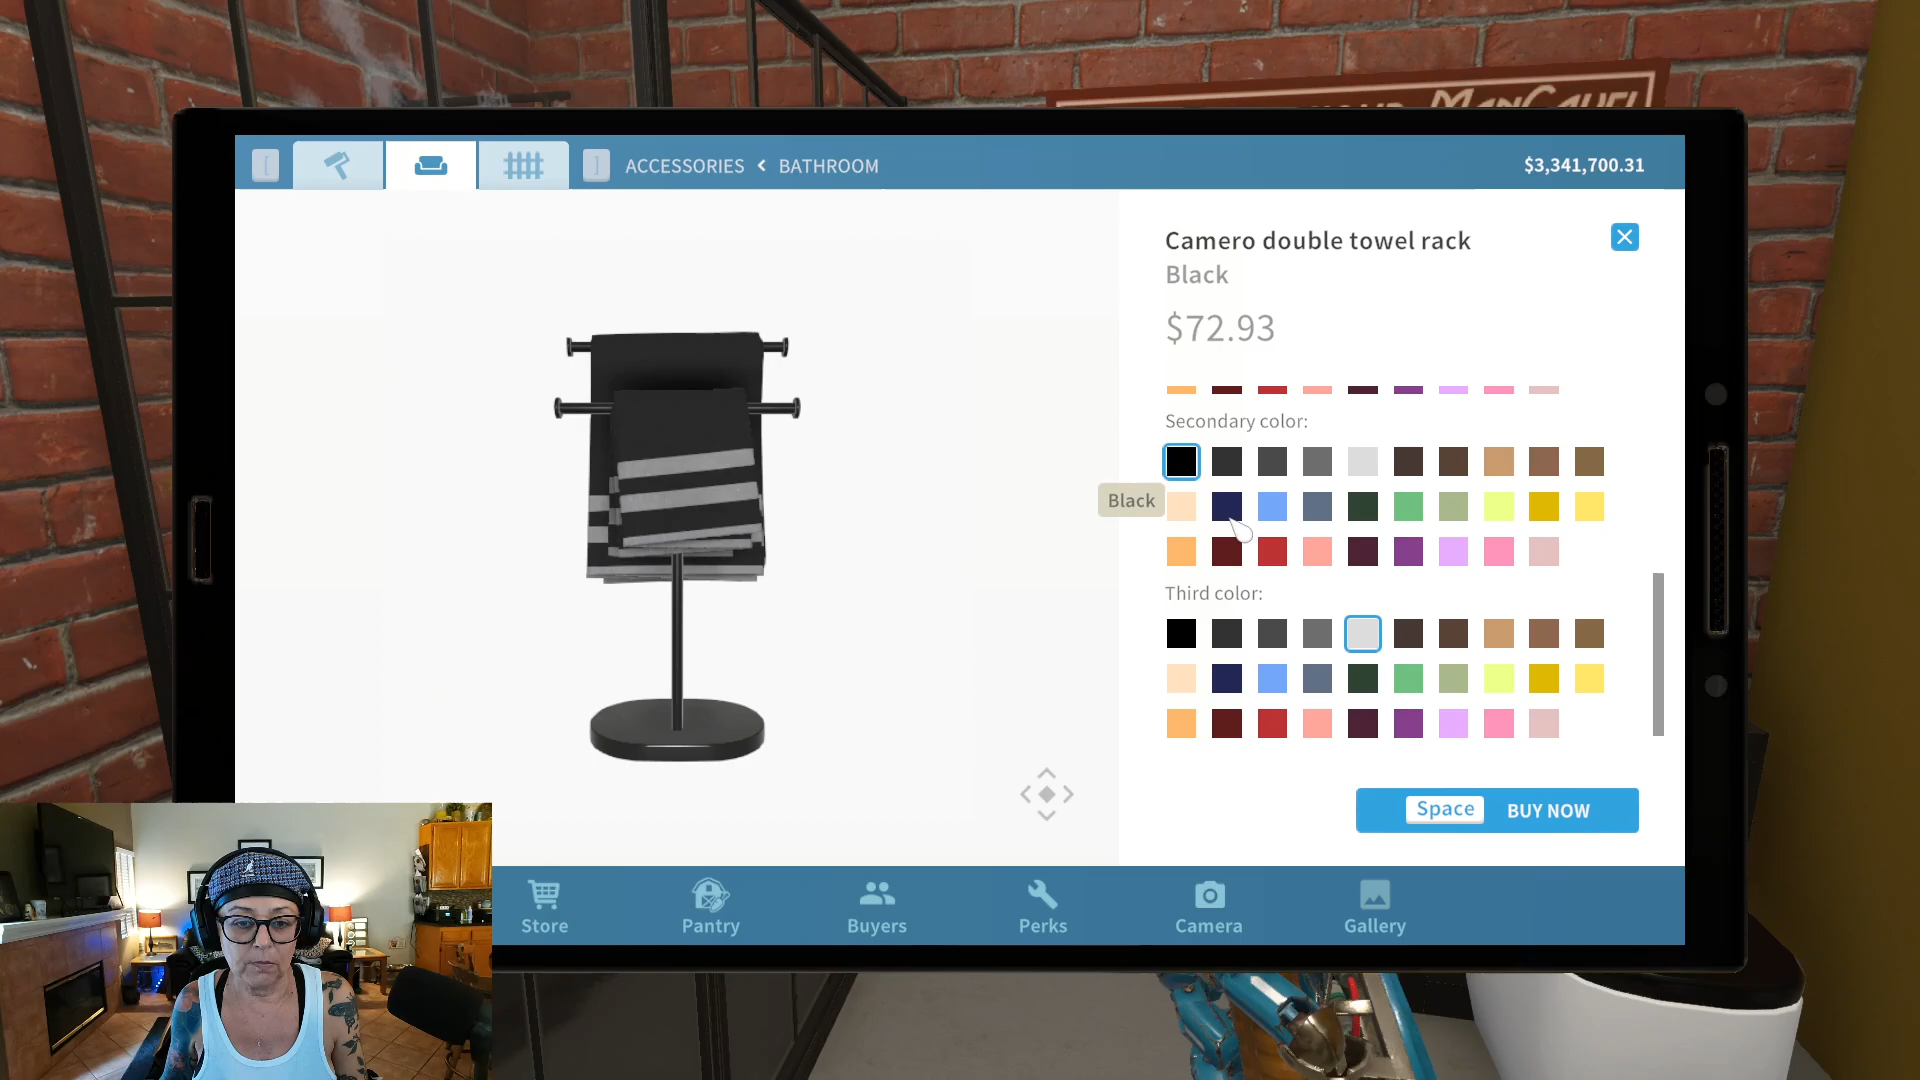 ManCave!
[
]
ACCESSORIES < BATHROOM
$3,341,700.31
Camero double towel rack
Black
$72.93
Secondary color:
Black
Third color:
Space BUY NOW
Store
Pantry
Buyers
Perks
Camera
Gallery